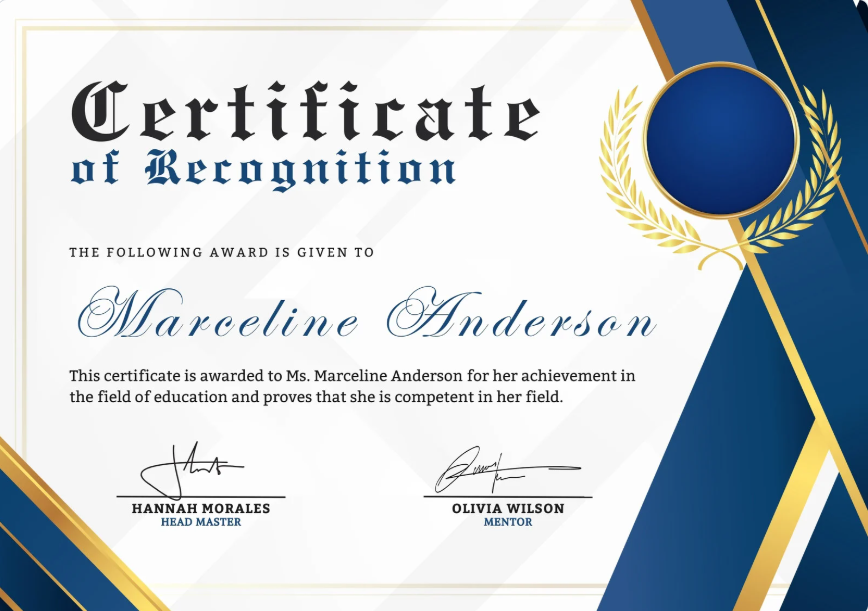 Certificate
of Recognition
THE FOLLOWING AWARD IS GIVEN TO
Marceline Anderson
This certificate is awarded to Ms. Marceline Anderson for her achievement in
the field of education and proves that she is competent in her field.
HANNAH MORALES
HEAD MASTER
OLIVIA WILSON
MENTOR